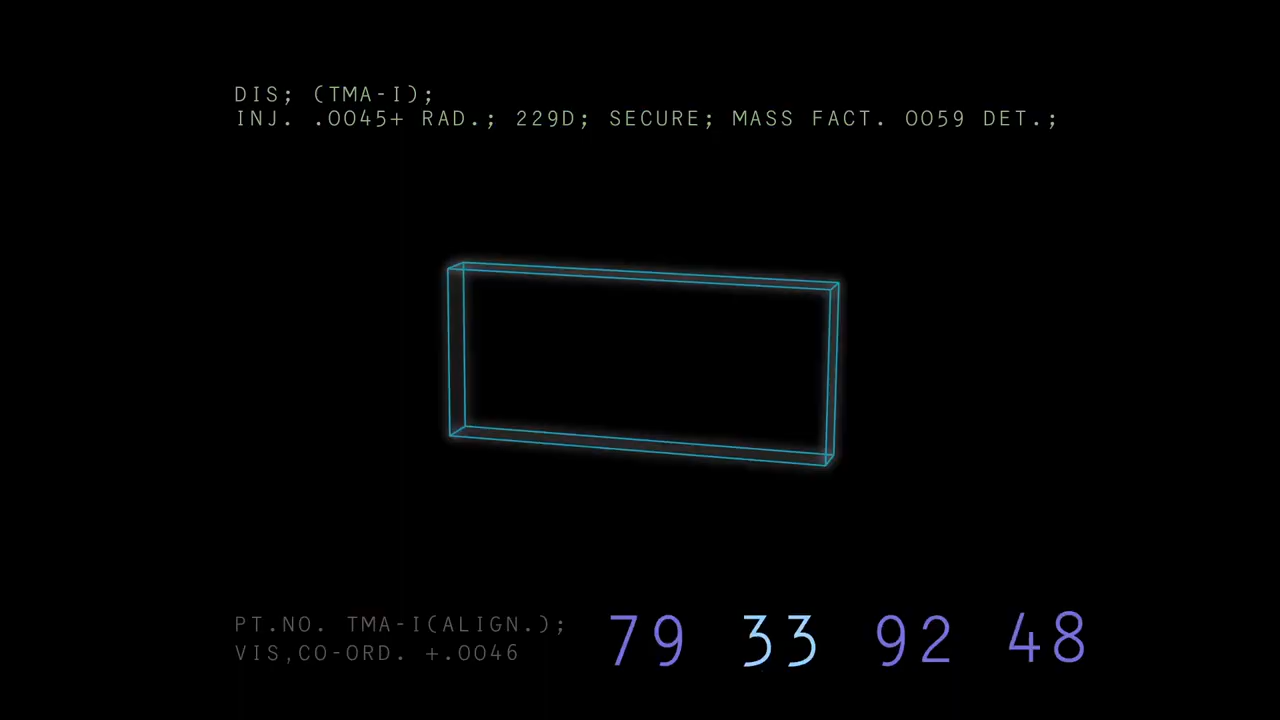 DIS; (TMA-I);
INJ. .0045+ RAD.; 229D; SECURE; MASS FACT. 0059 DET.;
PT.NO. TMA-I(ALIGN.);
VIS,CO-ORD. +.0046
79 33 92 48